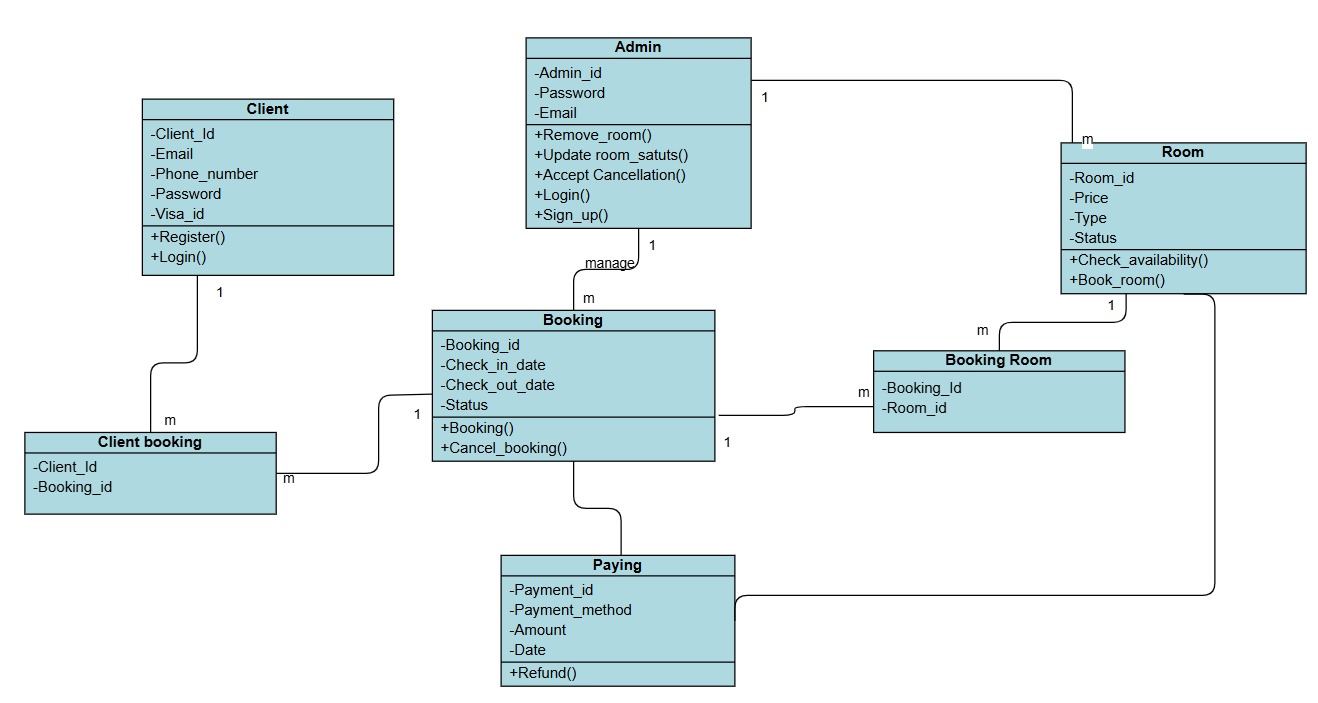 Admin
-Admin_id
-Password
-Email
+Remove_room()
+Update room_satuts()
+Accept Cancellation()
+Login()
+Sign_up()
1
m
1
manage
m
Client
-Client_Id
-Email
-Phone_number
-Password
-Visa_id
+Register()
+Login()
1
m
Room
-Room_id
-Price
-Type
-Status
+Check_availability()
+Book_room()
1
m
Booking
-Booking_id
-Check_in_date
-Check_out_date
-Status
+Booking()
+Cancel_booking()
1
m
1
m
Booking Room
-Booking_Id
-Room_id
Client booking
-Client_Id
-Booking_id
Paying
-Payment_id
-Payment_method
-Amount
-Date
+Refund()